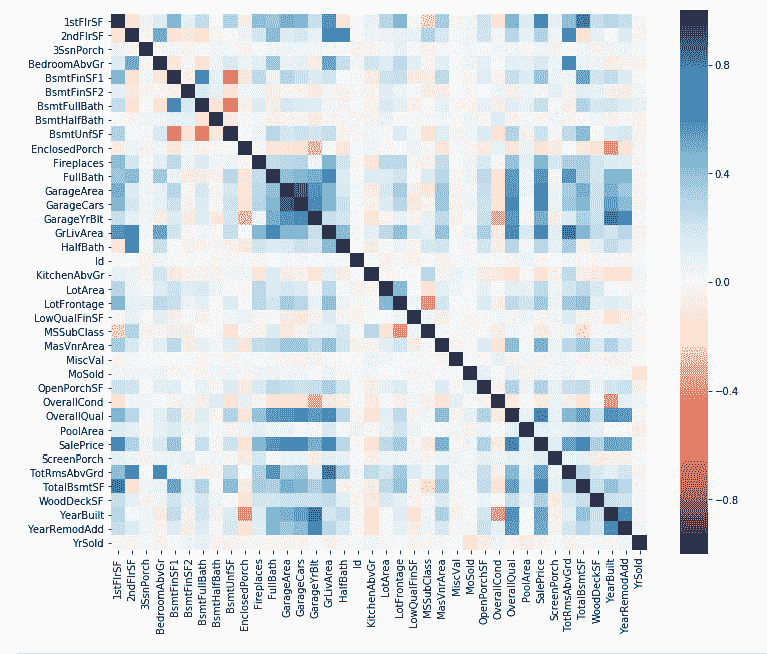 1stFlrSF
2ndFlrSF
3SsnPorch
BedroomAbvGr
BsmtFinSF1
BsmtFinSF2
BsmtFullBath
BsmtHalfBath
BsmtUnfSF
EnclosedPorch
Fireplaces
FullBath
GarageArea
GarageCars
GarageYrBlt
GrLivArea
HalfBath
Id
KitchenAbvGr
LotArea
LotFrontage
LowQualFinSF
MSSubClass
MasVnrArea
MiscVal
MoSold
OpenPorchSF
OverallCond
OverallQual
PoolArea
SalePrice
ScreenPorch
TotRmsAbvGrd
TotalBsmtSF
WoodDeckSF
YearBuilt
YearRemodAdd
YrSold
1stFlrSF
2ndFlrSF
3SsnPorch
BedroomAbvGr
BsmtFinSF1
BsmtFinSF2
BsmtFullBath
BsmtHalfBath
BsmtUnfSF
EnclosedPorch
Fireplaces
FullBath
GarageArea
GarageCars
GarageYrBlt
GrLivArea
HalfBath
Id
KitchenAbvGr
LotArea
LotFrontage
LowQualFinSF
MSSubClass
MasVnrArea
MiscVal
MoSold
OpenPorchSF
OverallCond
OverallQual
PoolArea
SalePrice
ScreenPorch
TotRmsAbvGrd
TotalBsmtSF
WoodDeckSF
YearBuilt
YearRemodAdd
YrSold
0.8
0.4
0.0
−0.4
−0.8